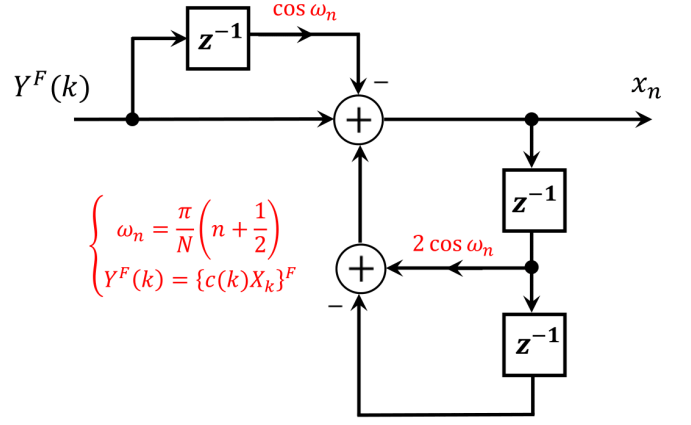 cos ω_n
z⁻¹
−
Y^F(k)
x_n
+
z⁻¹
ω_n = π/N (n + 1/2)
2 cos ω_n
+
Y^F(k) = {c(k)X_k}^F
−
z⁻¹